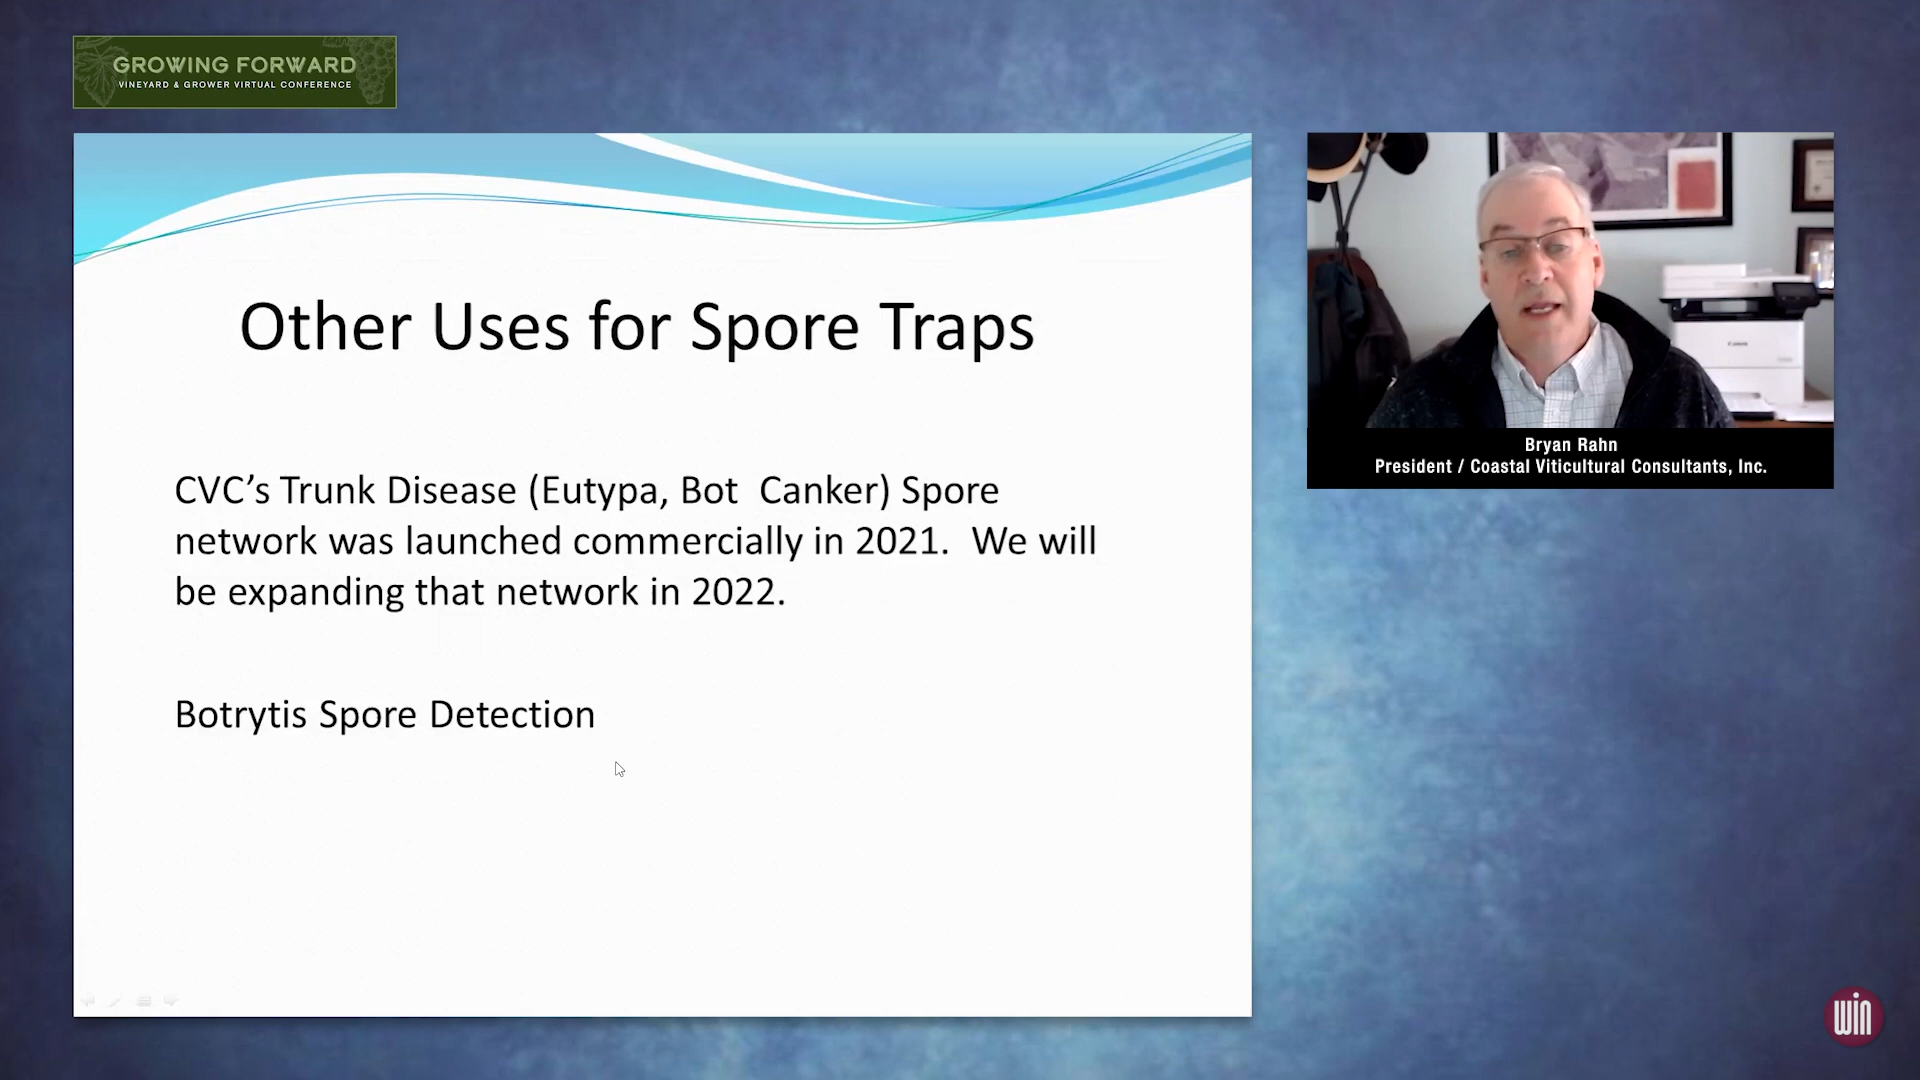 GROWING FORWARD
VINEYARD & GROWER VIRTUAL CONFERENCE
Other Uses for Spore Traps
CVC’s Trunk Disease (Eutypa, Bot  Canker) Spore
network was launched commercially in 2021.  We will
be expanding that network in 2022.
Botrytis Spore Detection
Canon
Bryan Rahn
President / Coastal Viticultural Consultants, Inc.
win